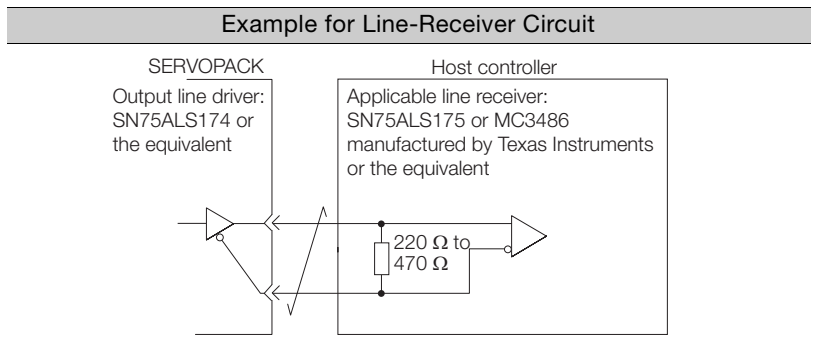 Example for Line-Receiver Circuit
SERVOPACK
Output line driver:
SN75ALS174 or
the equivalent
Host controller
Applicable line receiver:
SN75ALS175 or MC3486
manufactured by Texas Instruments
or the equivalent
220 Ω to
470 Ω